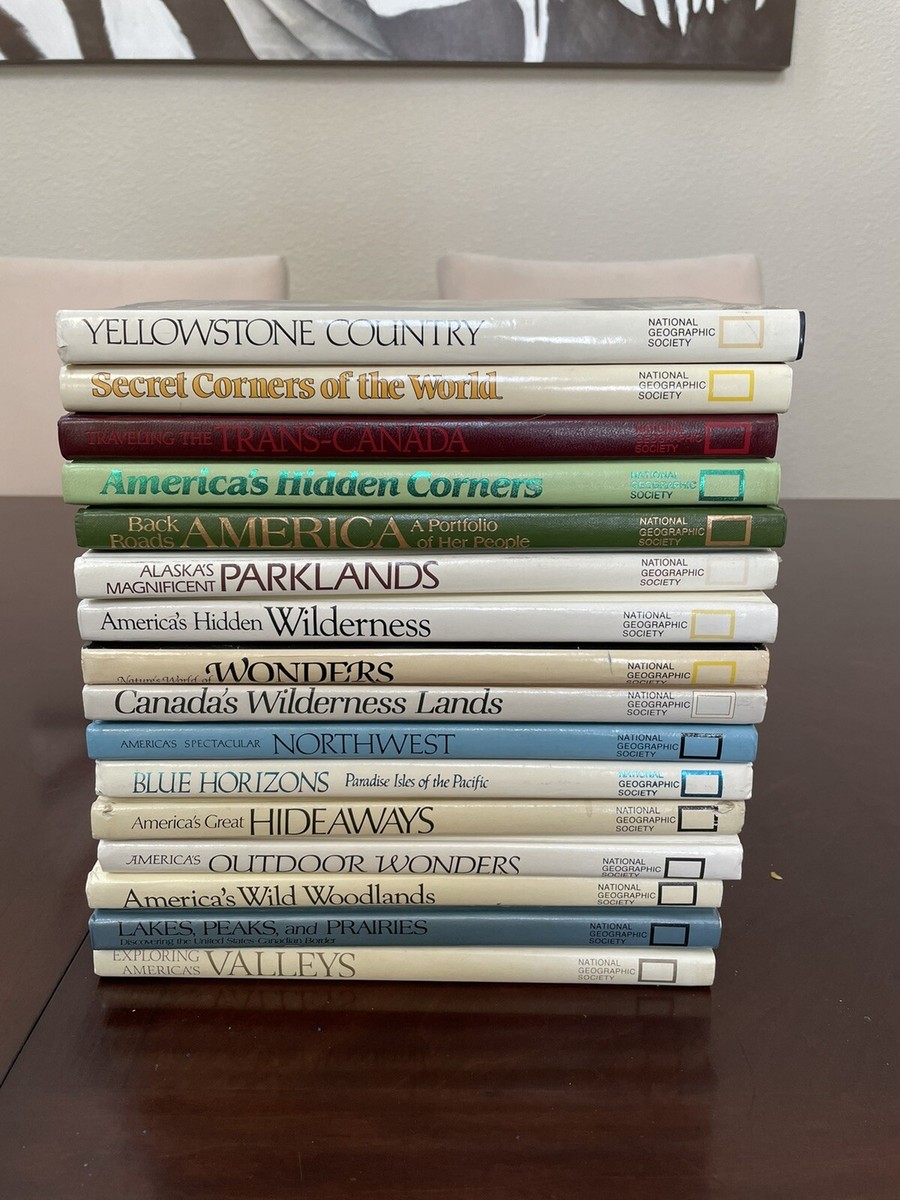 YELLOWSTONE COUNTRY
NATIONAL
GEOGRAPHIC
SOCIETY
Secret Corners of the World
NATIONAL
GEOGRAPHIC
SOCIETY
TRAVELING THE TRANS-CANADA
NATIONAL
GEOGRAPHIC
SOCIETY
America's Hidden Corners
NATIONAL
GEOGRAPHIC
SOCIETY
Back
Roads AMERICA A Portfolio
of Her People
NATIONAL
GEOGRAPHIC
SOCIETY
ALASKA'S
MAGNIFICENT PARKLANDS
NATIONAL
GEOGRAPHIC
SOCIETY
America's Hidden Wilderness
NATIONAL
GEOGRAPHIC
SOCIETY
Nature's World of WONDERS
NATIONAL
GEOGRAPHIC
SOCIETY
Canada's Wilderness Lands
NATIONAL
GEOGRAPHIC
SOCIETY
AMERICA'S SPECTACULAR NORTHWEST
NATIONAL
GEOGRAPHIC
SOCIETY
BLUE HORIZONS Paradise Isles of the Pacific
NATIONAL
GEOGRAPHIC
SOCIETY
America's Great HIDEAWAYS
NATIONAL
GEOGRAPHIC
SOCIETY
AMERICA'S OUTDOOR WONDERS
NATIONAL
GEOGRAPHIC
SOCIETY
America's Wild Woodlands
NATIONAL
GEOGRAPHIC
SOCIETY
LAKES, PEAKS, and PRAIRIES
Discovering the United States-Canadian Border
NATIONAL
GEOGRAPHIC
SOCIETY
EXPLORING
AMERICA'S VALLEYS
NATIONAL
GEOGRAPHIC
SOCIETY